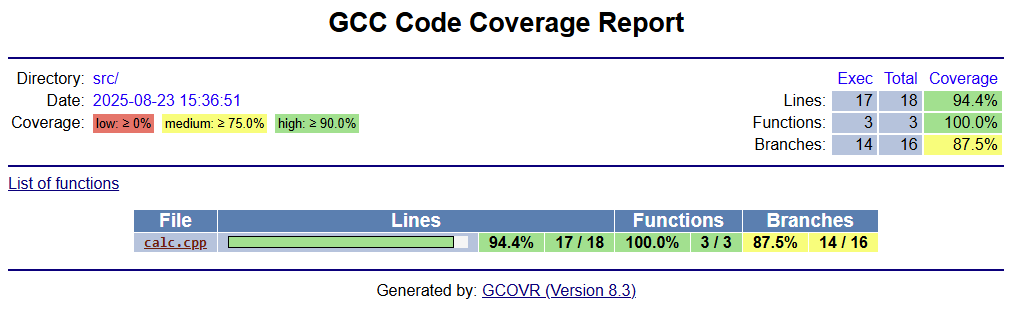 GCC Code Coverage Report
Directory: src/
Date: 2025-08-23 15:36:51
Coverage: low: ≥ 0% medium: ≥ 75.0% high: ≥ 90.0%
Exec Total Coverage
Lines: 17 18 94.4%
Functions: 3 3 100.0%
Branches: 14 16 87.5%
List of functions
File Lines Functions Branches
calc.cpp 94.4% 17 / 18 100.0% 3 / 3 87.5% 14 / 16
Generated by: GCOVR (Version 8.3)